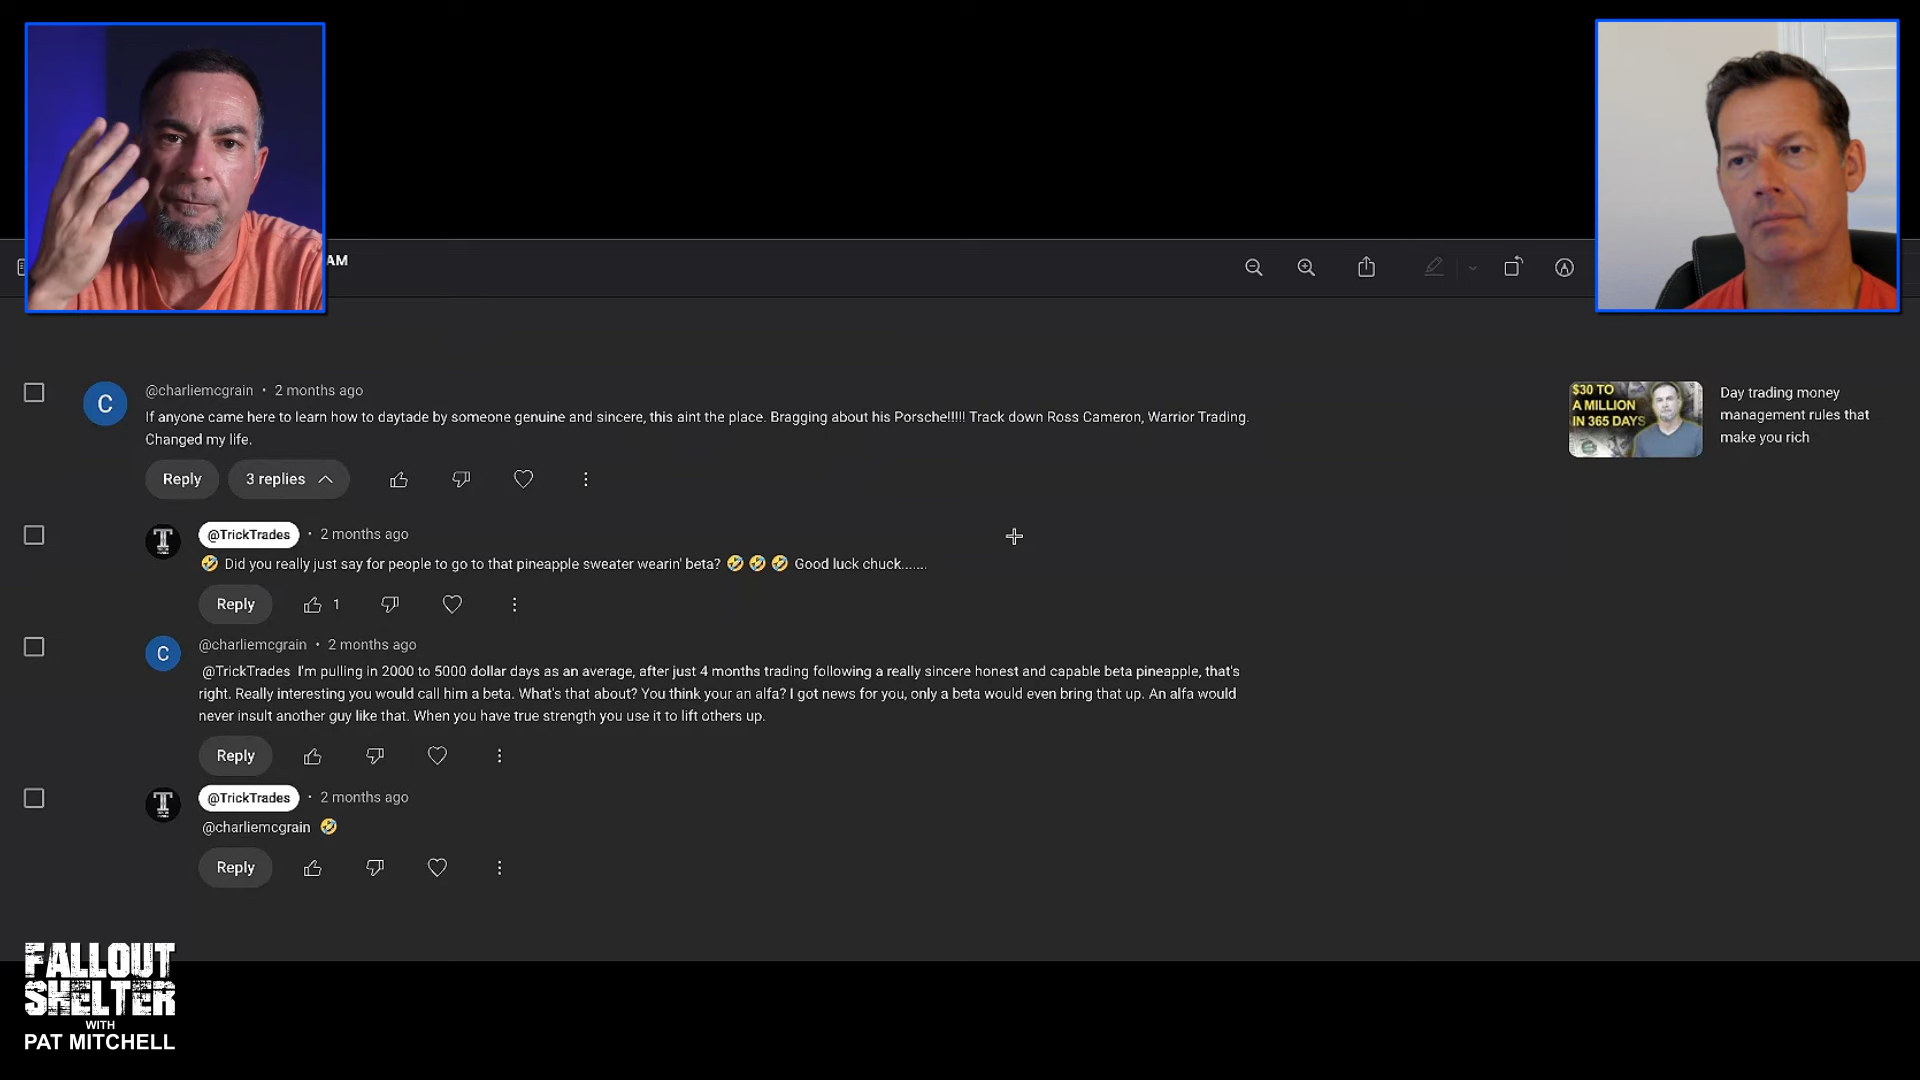 AM
@charliemcgrain • 2 months ago
If anyone came here to learn how to daytade by someone genuine and sincere, this aint the place. Bragging about his Porsche!!!!! Track down Ross Cameron, Warrior Trading.
Changed my life.
Reply 3 replies
$30 TO
A MILLION
IN 365 DAYS
Day trading money
management rules that
make you rich
@TrickTrades • 2 months ago
🤣 Did you really just say for people to go to that pineapple sweater wearin' beta? 🤣 🤣 🤣 Good luck chuck.......
Reply 1
@charliemcgrain • 2 months ago
@TrickTrades I'm pulling in 2000 to 5000 dollar days as an average, after just 4 months trading following a really sincere honest and capable beta pineapple, that's
right. Really interesting you would call him a beta. What's that about? You think your an alfa? I got news for you, only a beta would even bring that up. An alfa would
never insult another guy like that. When you have true strength you use it to lift others up.
Reply
@TrickTrades • 2 months ago
@charliemcgrain 🤣
Reply
FALLOUT
SHELTER
WITH
PAT MITCHELL